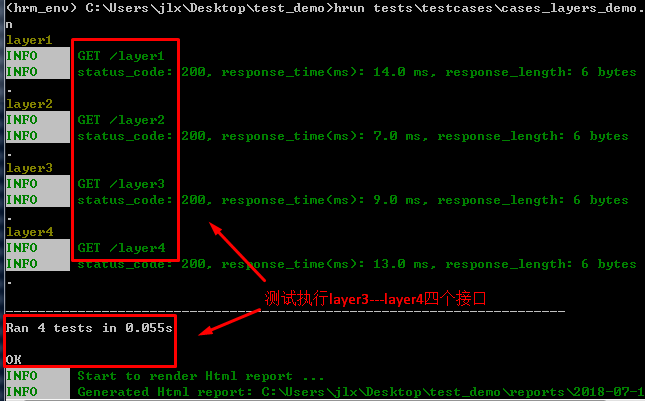 (hrm_env) C:\Users\jlx\Desktop\test_demo>hrun tests\testcases\cases_layers_demo.
n
layer1
INFO GET /layer1
INFO status_code: 200, response_time(ms): 14.0 ms, response_length: 6 bytes
.
layer2
INFO GET /layer2
INFO status_code: 200, response_time(ms): 7.0 ms, response_length: 6 bytes
.
layer3
INFO GET /layer3
INFO status_code: 200, response_time(ms): 9.0 ms, response_length: 6 bytes
.
layer4
INFO GET /layer4
INFO status_code: 200, response_time(ms): 13.0 ms, response_length: 6 bytes
.
测试执行layer3---layer4四个接口
----------------------------------------------------------------------
Ran 4 tests in 0.055s
OK
INFO Start to render Html report ...
INFO Generated Html report: C:\Users\jlx\Desktop\test_demo\reports\2018-07-1